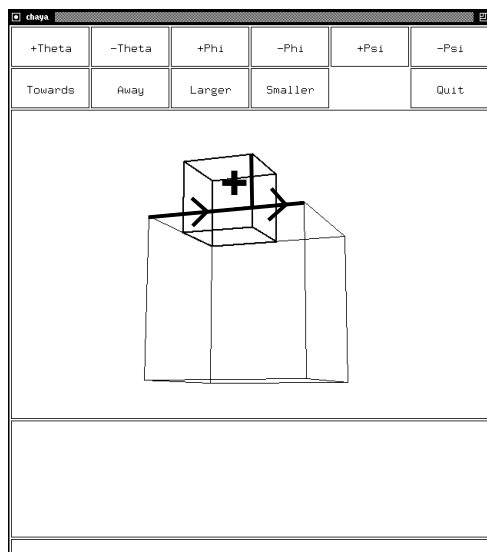 chaya
+Theta -Theta +Phi -Phi +Psi -Psi
Towards Away Larger Smaller Quit
+